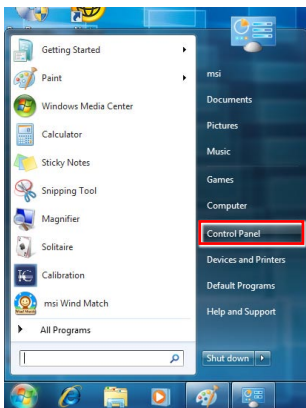 Getting Started
Paint
Windows Media Center
Calculator
Sticky Notes
Snipping Tool
Magnifier
Solitaire
Calibration
msi Wind Match
All Programs
msi
Documents
Pictures
Music
Games
Computer
Control Panel
Devices and Printers
Default Programs
Help and Support
Shut down